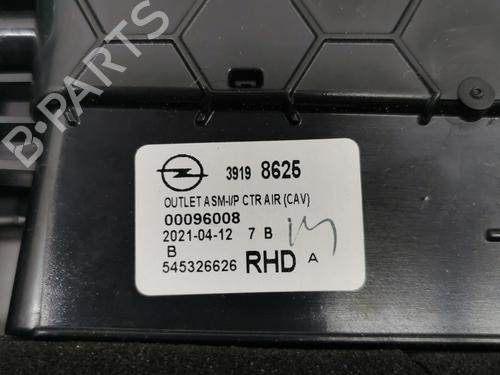 B-PARTS
3919 8625
OUTLET ASM-I/P CTR AIR (CAV)
00096008
2021-04-12 7 B
B
545326626 RHD A